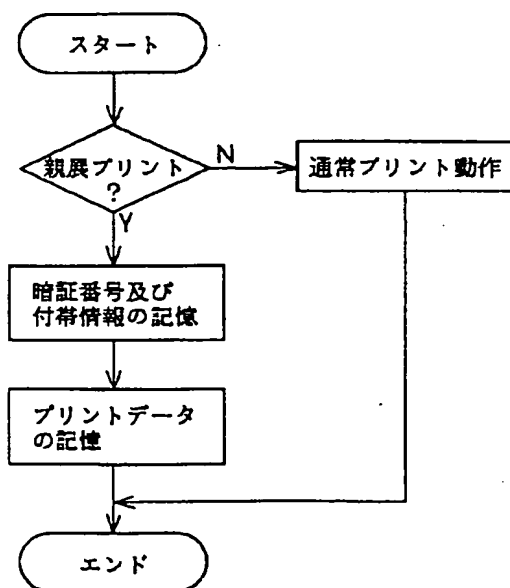 スタート
親展プリント
?
N
通常プリント動作
Y
暗証番号及び
付帯情報の記憶
プリントデータ
の記憶
エンド